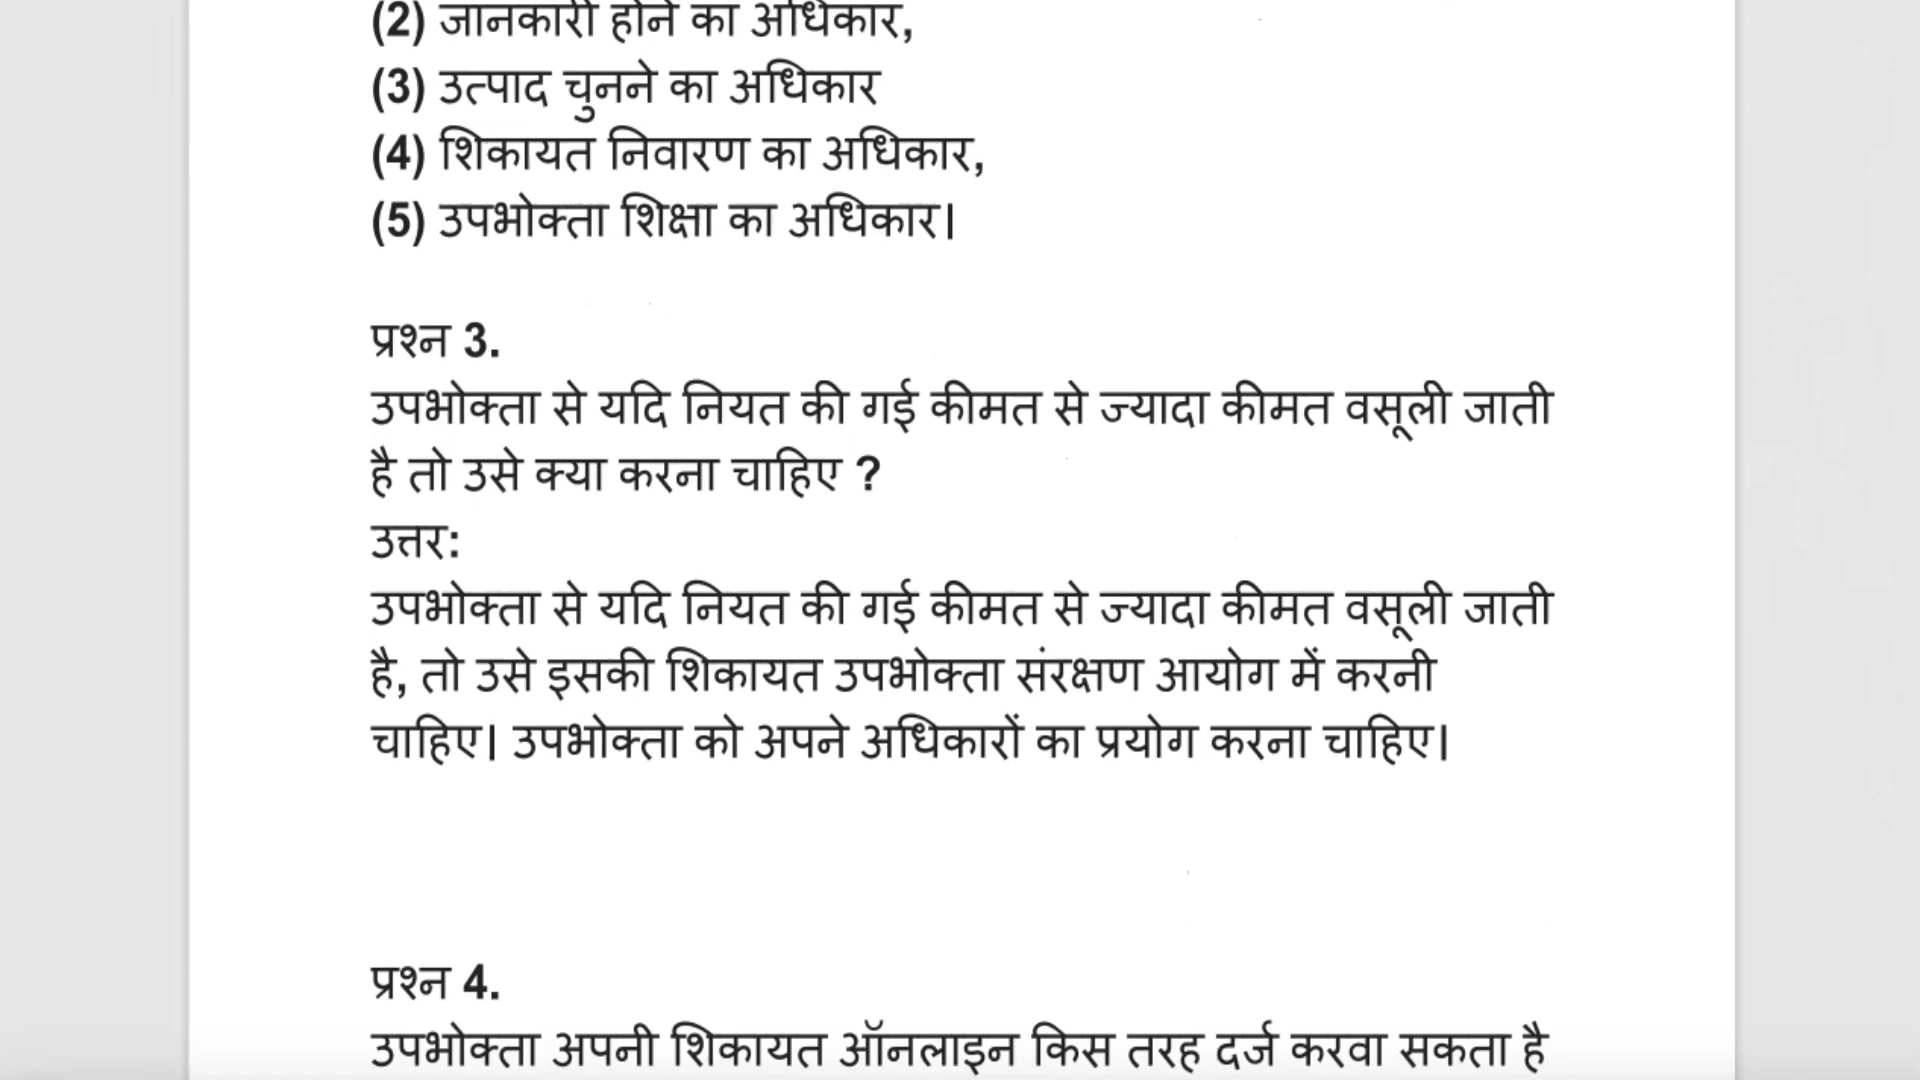 (2) जानकारी होने का अधिकार,
(3) उत्पाद चुनने का अधिकार
(4) शिकायत निवारण का अधिकार,
(5) उपभोक्ता शिक्षा का अधिकार।
प्रश्न 3.
उपभोक्ता से यदि नियत की गई कीमत से ज्यादा कीमत वसूली जाती
है तो उसे क्या करना चाहिए ?
उत्तर:
उपभोक्ता से यदि नियत की गई कीमत से ज्यादा कीमत वसूली जाती
है, तो उसे इसकी शिकायत उपभोक्ता संरक्षण आयोग में करनी
चाहिए। उपभोक्ता को अपने अधिकारों का प्रयोग करना चाहिए।
प्रश्न 4.
उपभोक्ता अपनी शिकायत ऑनलाइन किस तरह दर्ज करवा सकता है